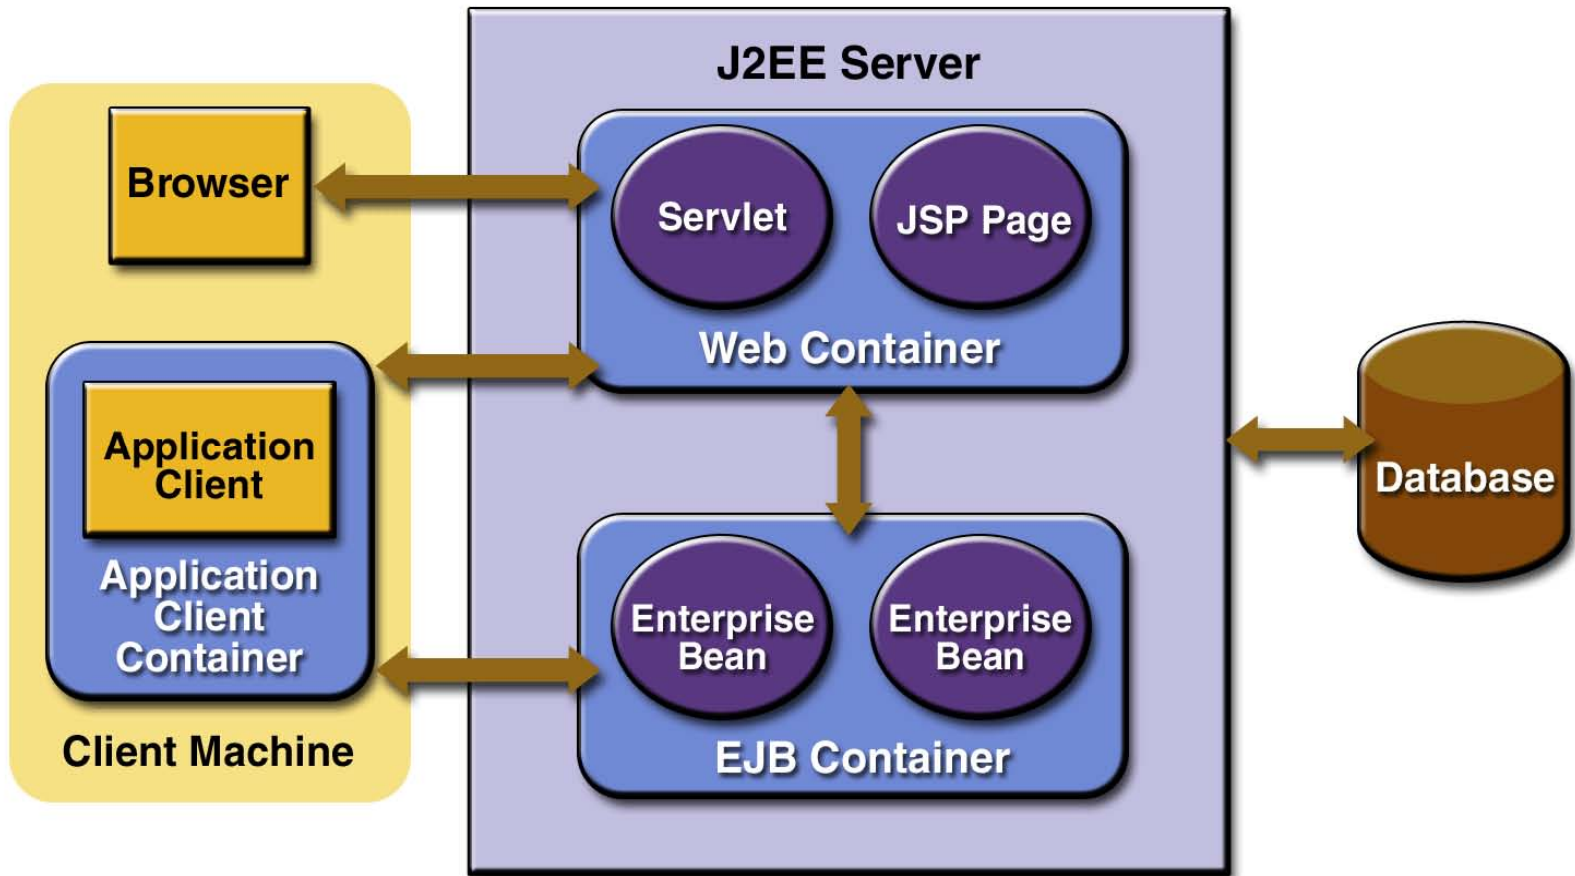 J2EE Server
Browser
Servlet
JSP Page
Web Container
Application
Client
Application
Client
Container
Client Machine
Enterprise
Bean
Enterprise
Bean
EJB Container
Database